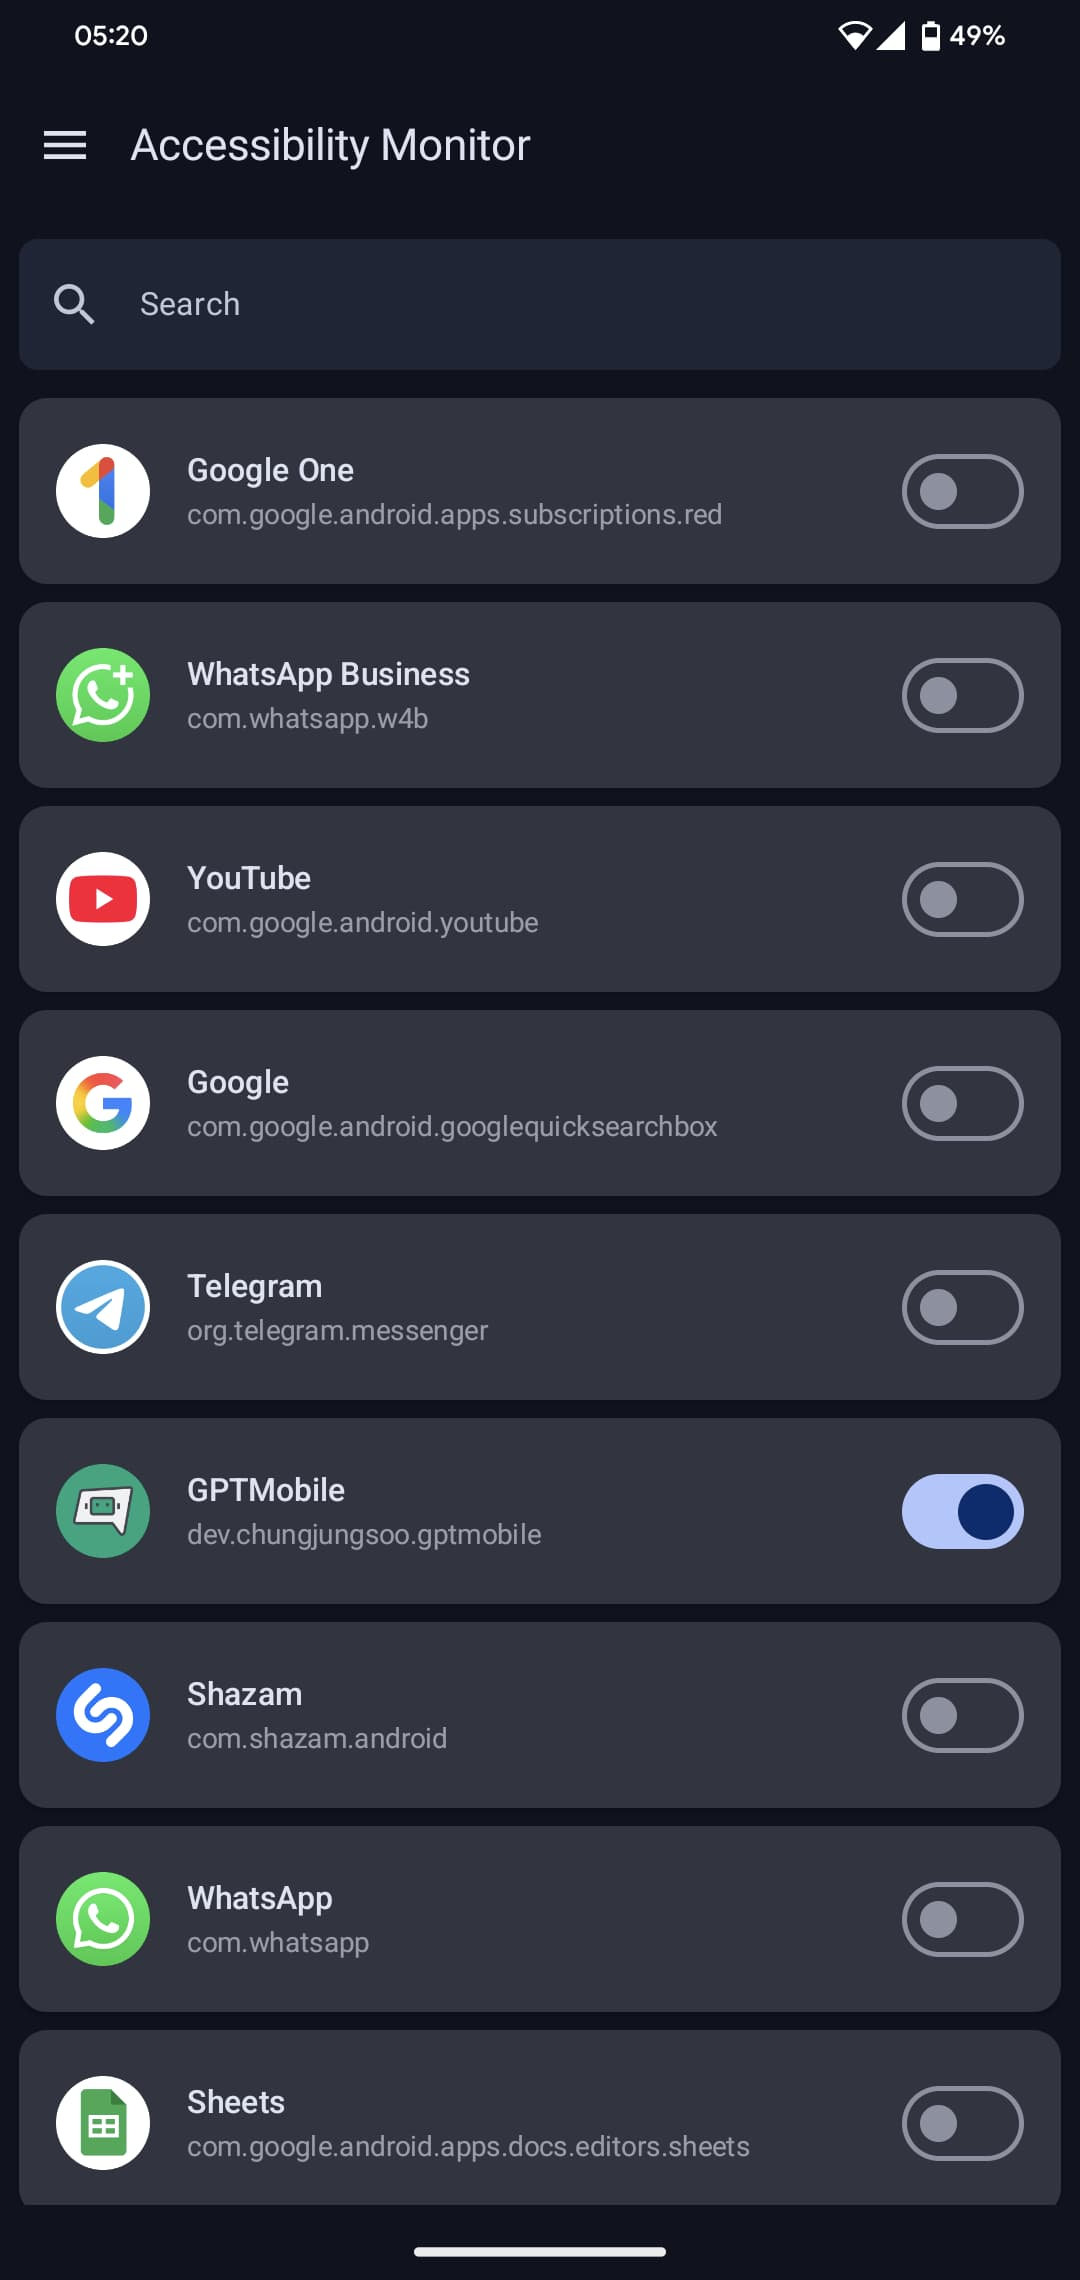 05:20
49%
Accessibility Monitor
Search
Google One
com.google.android.apps.subscriptions.red
WhatsApp Business
com.whatsapp.w4b
YouTube
com.google.android.youtube
Google
com.google.android.googlequicksearchbox
Telegram
org.telegram.messenger
GPTMobile
dev.chungjungsoo.gptmobile
Shazam
com.shazam.android
WhatsApp
com.whatsapp
Sheets
com.google.android.apps.docs.editors.sheets